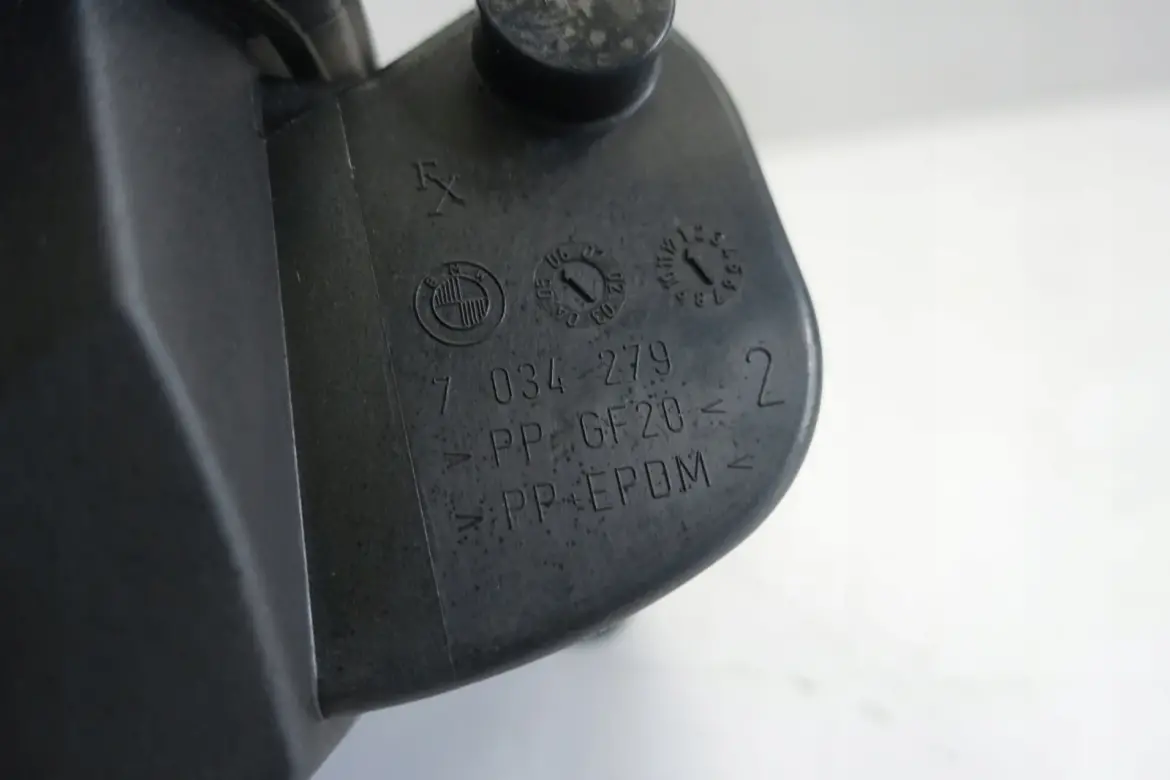 FX
BMW
7 034 279
> PP GF20 < 2
> PP+EPDM <